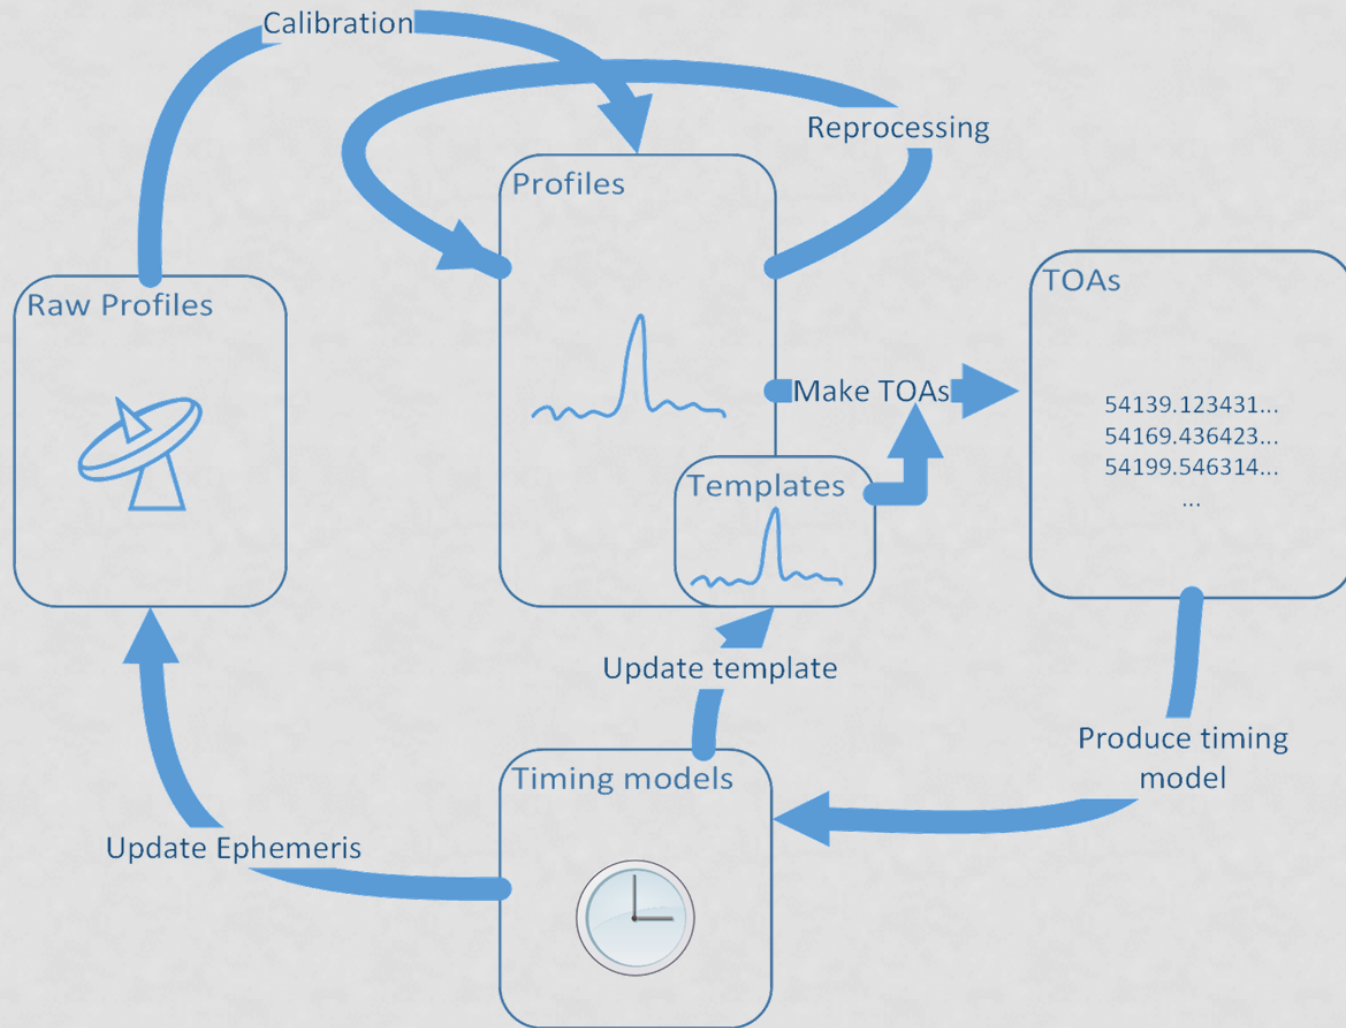 Calibration
Reprocessing
Profiles
Raw Profiles
TOAs
Make TOAs
54139.123431...
54169.436423...
54199.546314...
...
Templates
Update template
Produce timing
model
Timing models
Update Ephemeris